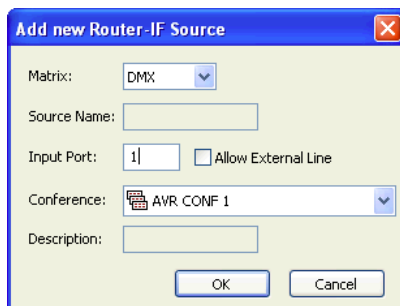 Add new Router-IF Source
Matrix: DMX
Source Name:
Input Port: 1 Allow External Line
Conference: AVR CONF 1
Description:
OK Cancel